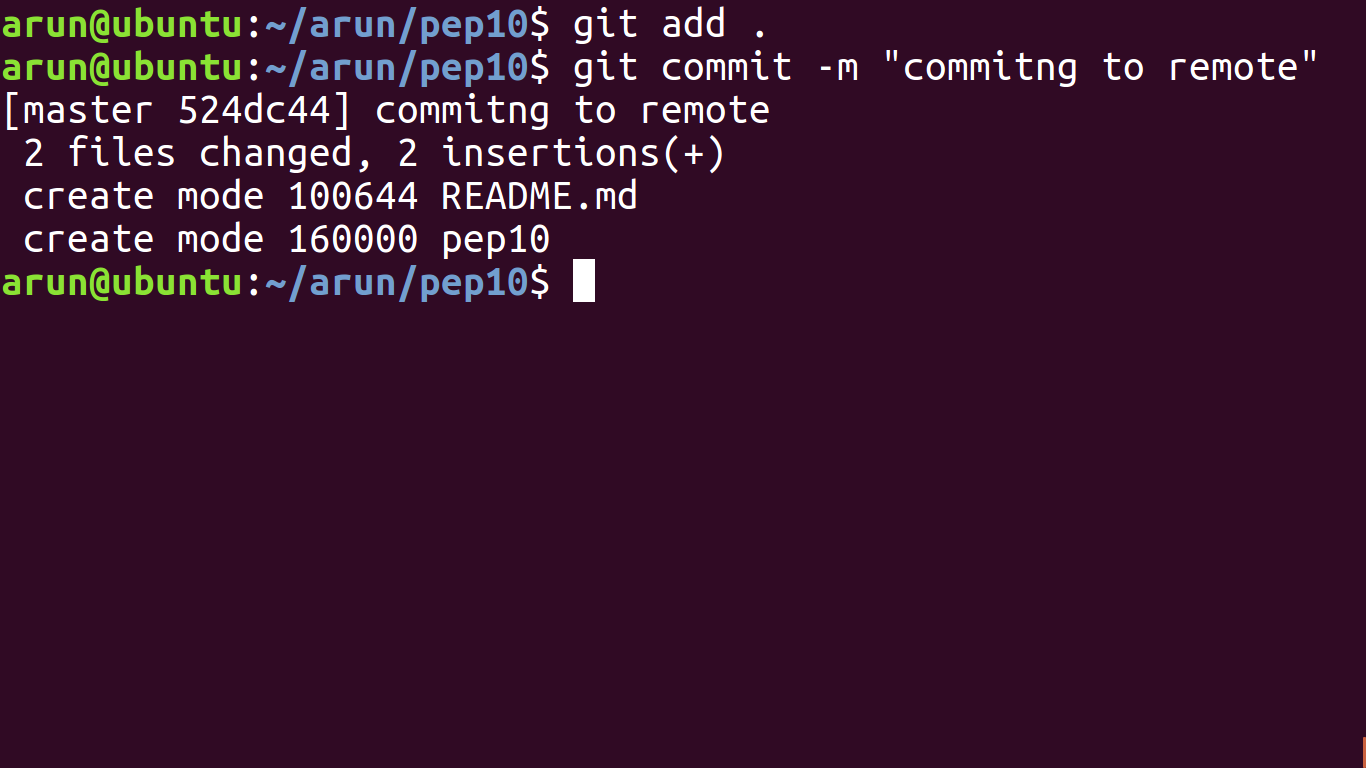 arun@ubuntu:~/arun/pep10$ git add .
arun@ubuntu:~/arun/pep10$ git commit -m "commitng to remote"
[master 524dc44] commitng to remote
 2 files changed, 2 insertions(+)
 create mode 100644 README.md
 create mode 160000 pep10
arun@ubuntu:~/arun/pep10$